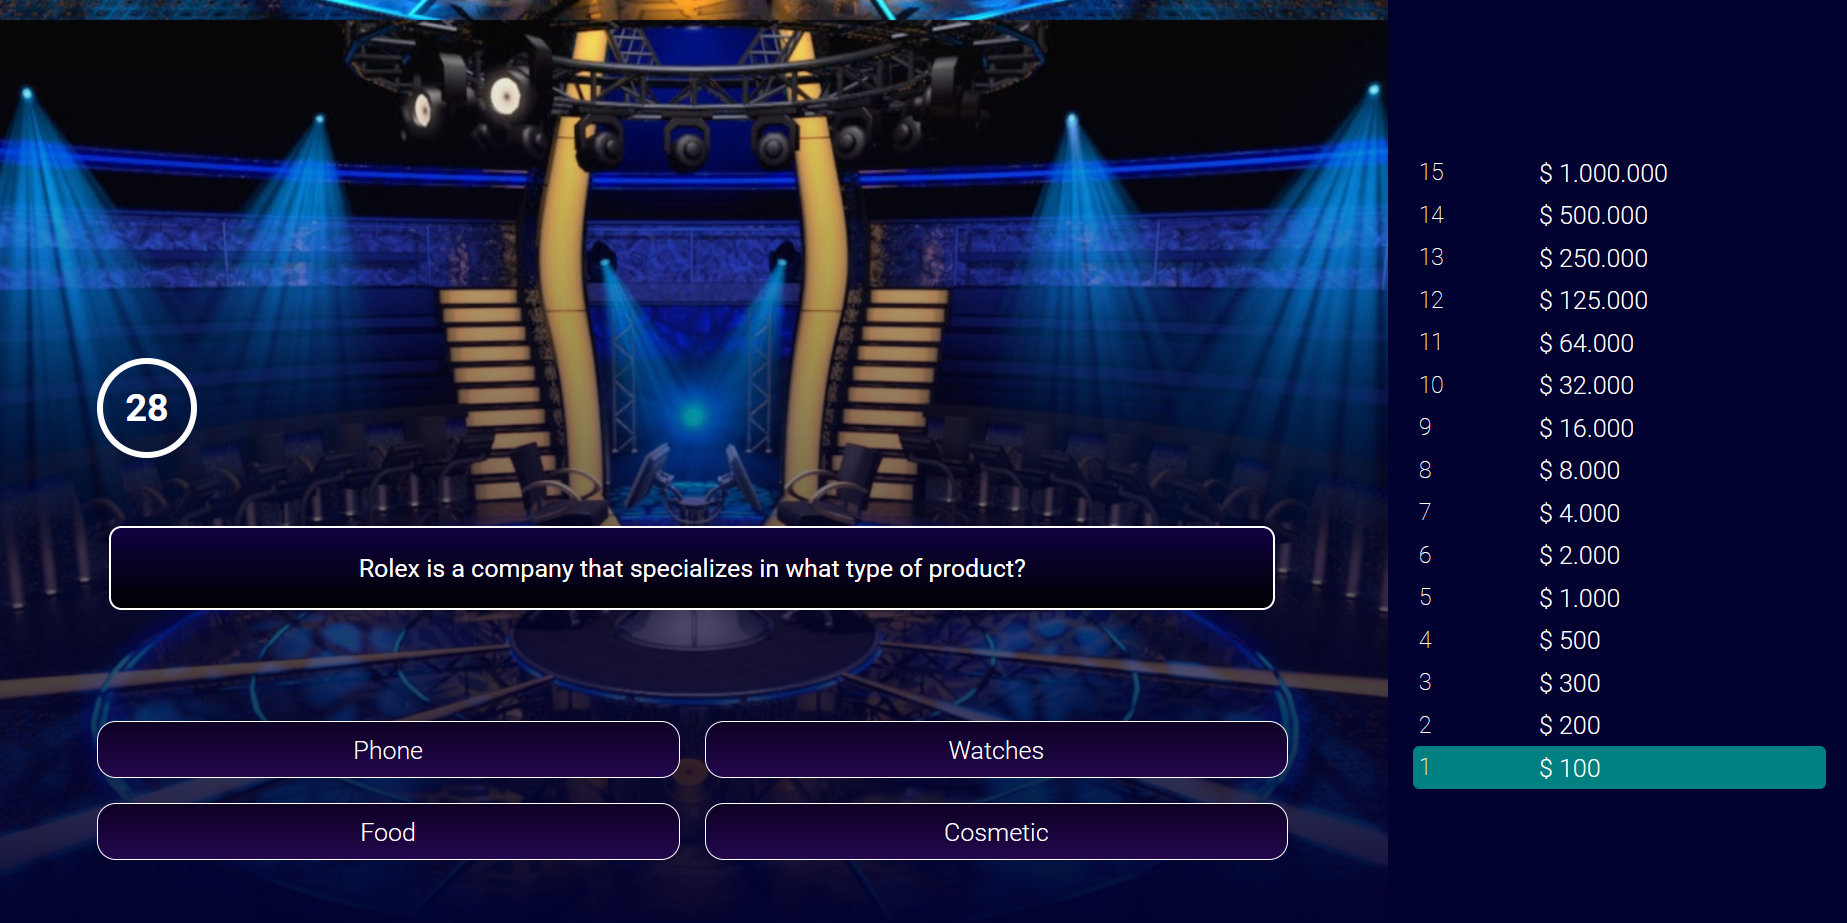 28
Rolex is a company that specializes in what type of product?
Phone
Watches
Food
Cosmetic
15 $ 1.000.000
14 $ 500.000
13 $ 250.000
12 $ 125.000
11 $ 64.000
10 $ 32.000
9 $ 16.000
8 $ 8.000
7 $ 4.000
6 $ 2.000
5 $ 1.000
4 $ 500
3 $ 300
2 $ 200
1 $ 100